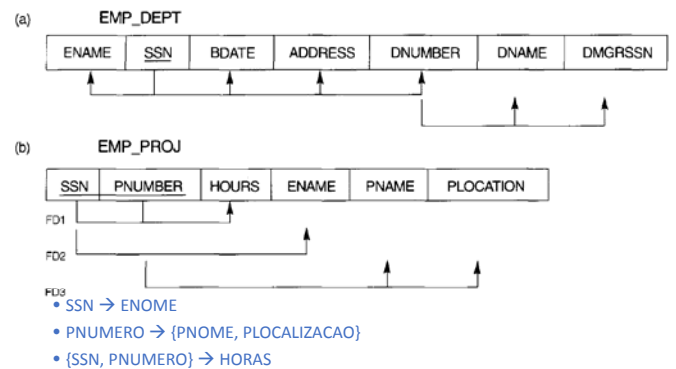 (a) EMP_DEPT
ENAME SSN BDATE ADDRESS DNUMBER DNAME DMGRSSN
(b) EMP_PROJ
SSN PNUMBER HOURS ENAME PNAME PLOCATION
FD1
FD2
FD3
• SSN → ENOME
• PNUMERO → {PNOME, PLOCALIZACAO}
• {SSN, PNUMERO} → HORAS